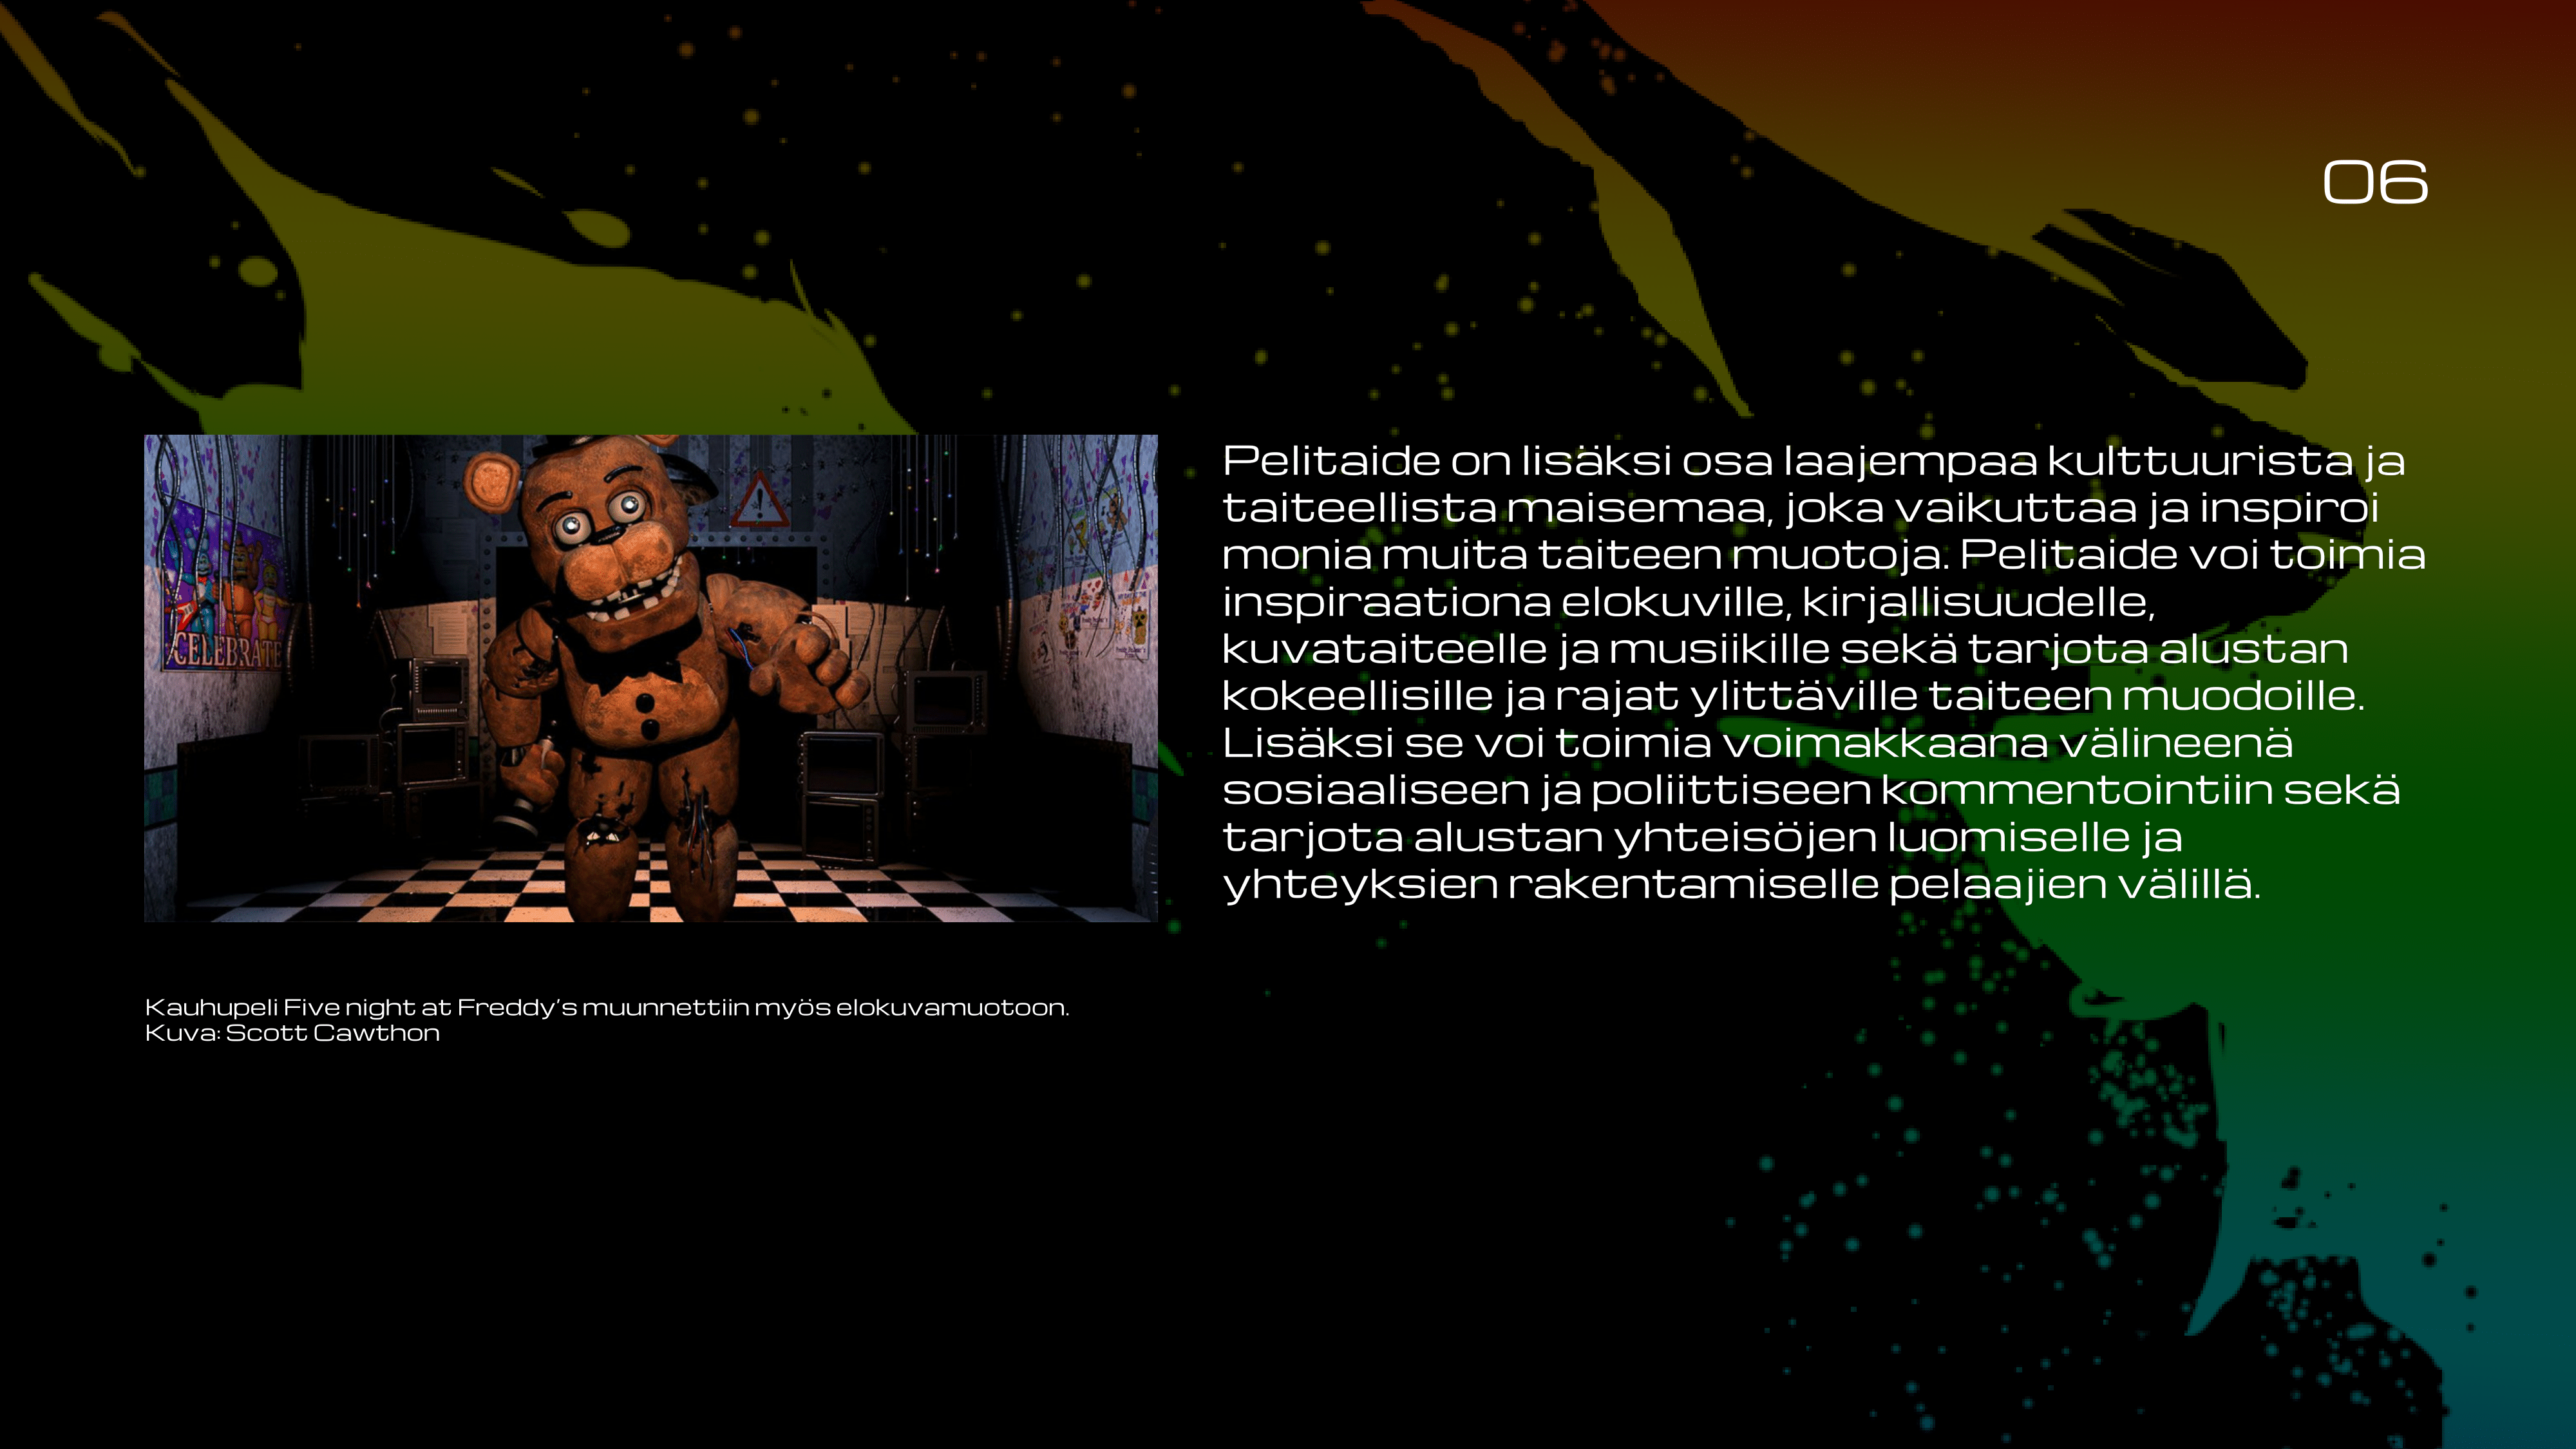 06
CELEBRATE
Pelitaide on lisäksi osa laajempaa kulttuurista ja
taiteellista maisemaa, joka vaikuttaa ja inspiroi
monia muita taiteen muotoja. Pelitaide voi toimia
inspiraationa elokuville, kirjallisuudelle,
kuvataiteelle ja musiikille sekä tarjota alustan
kokeellisille ja rajat ylittäville taiteen muodoille.
Lisäksi se voi toimia voimakkaana välineenä
sosiaaliseen ja poliittiseen kommentointiin sekä
tarjota alustan yhteisöjen luomiselle ja
yhteyksien rakentamiselle pelaajien välillä.
Kauhupeli Five night at Freddy's muunnettiin myös elokuvamuotoon.
Kuva: Scott Cawthon